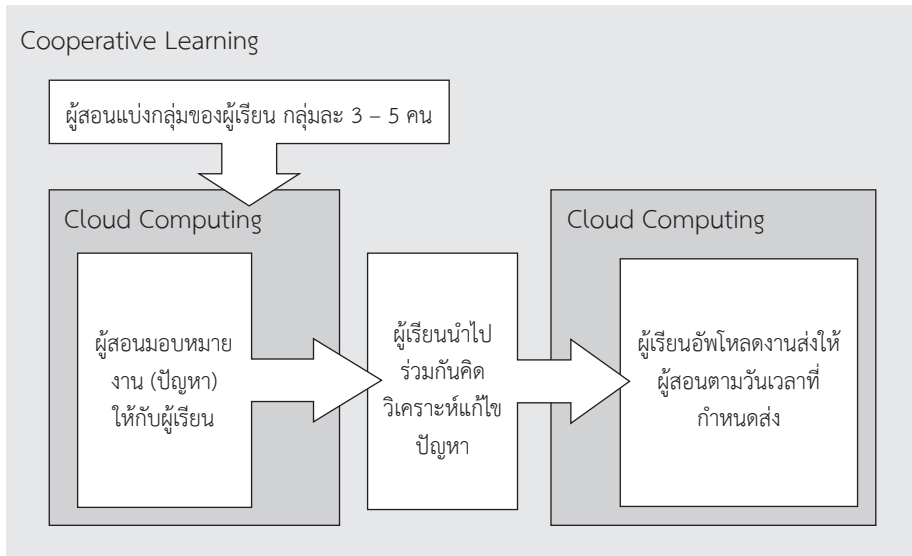 Cooperative Learning
ผู้สอนแบ่งกลุ่มของผู้เรียน กลุ่มละ 3 – 5 คน
Cloud Computing
ผู้สอนมอบหมาย
งาน (ปัญหา)
ให้กับผู้เรียน
ผู้เรียนนำไป
ร่วมกันคิด
วิเคราะห์แก้ไข
ปัญหา
Cloud Computing
ผู้เรียนอัพโหลดงานส่งให้
ผู้สอนตามวันเวลาที่
กำหนดส่ง